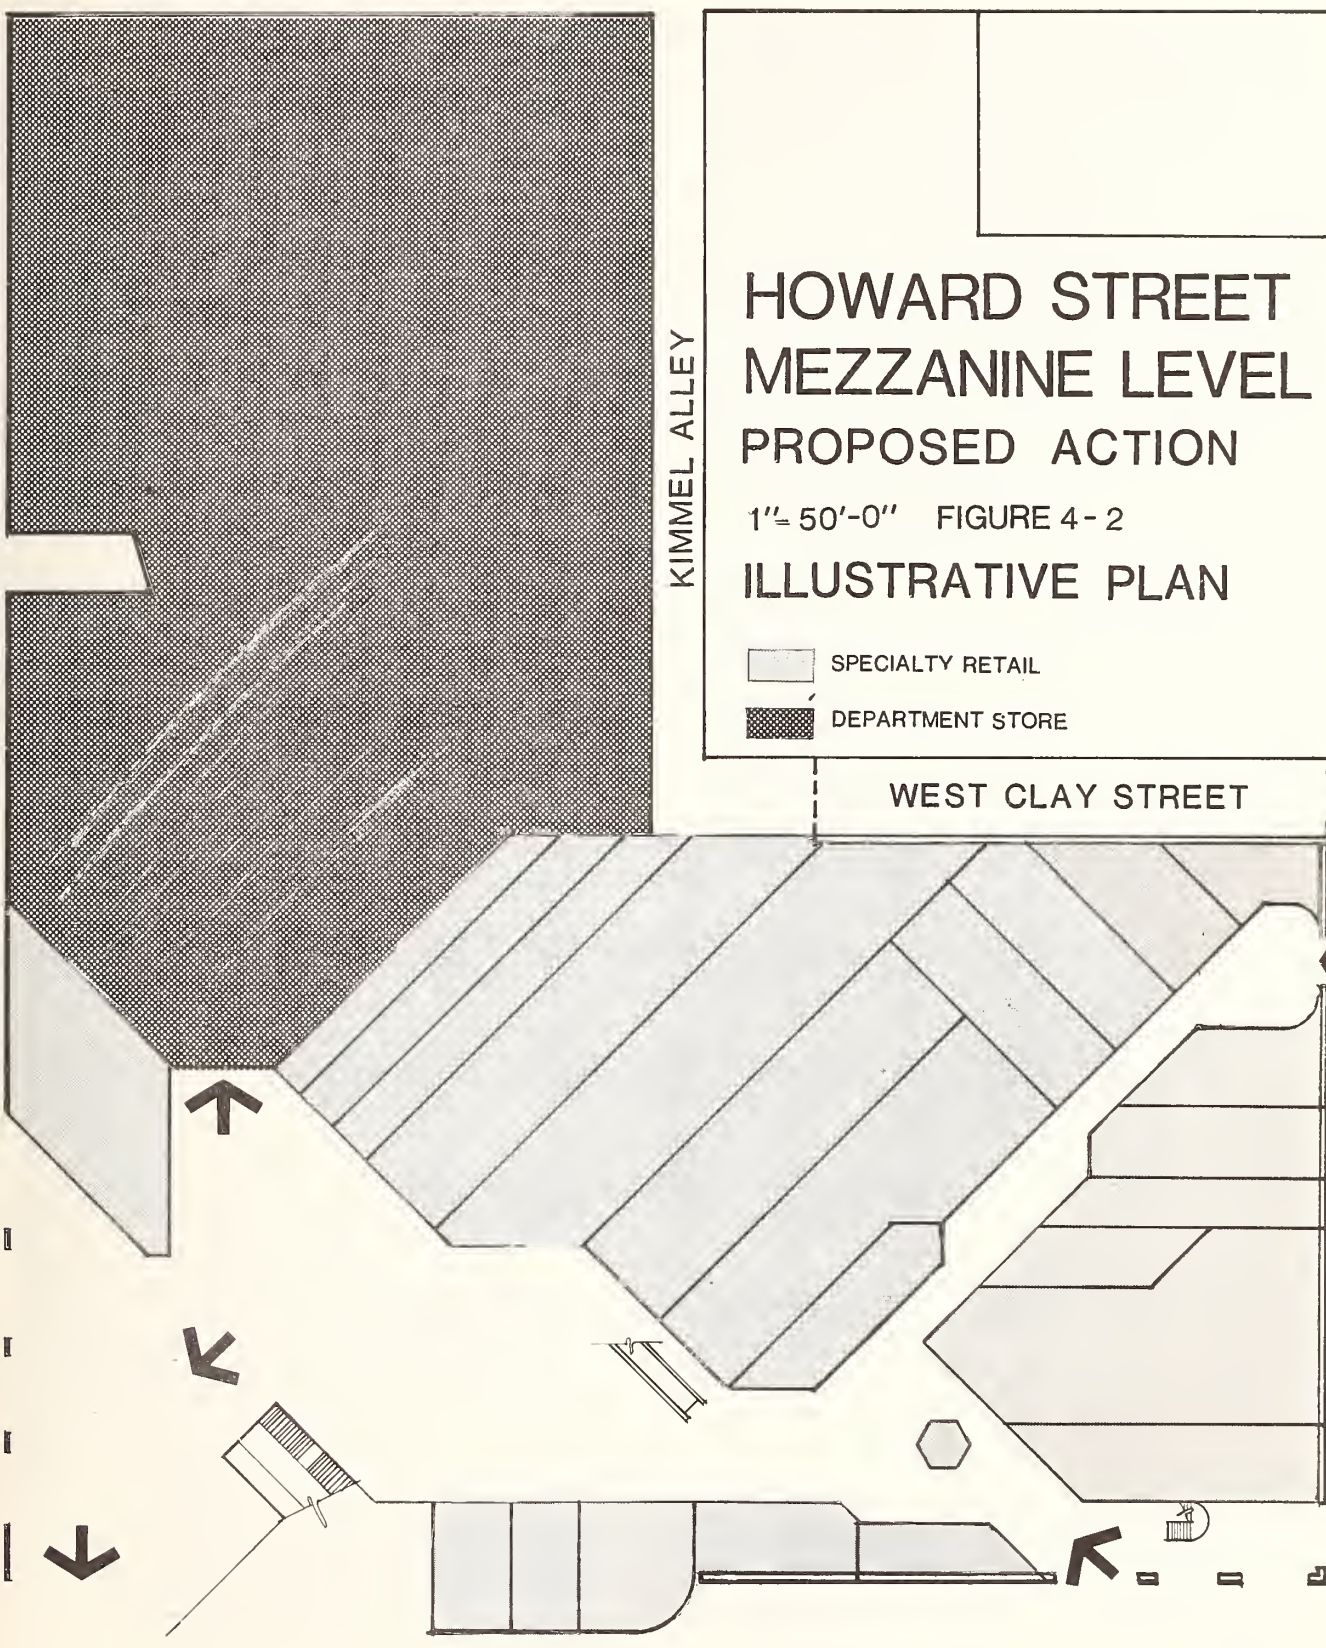 HOWARD STREET
MEZZANINE LEVEL
PROPOSED ACTION
1"= 50'-0" FIGURE 4-2
ILLUSTRATIVE PLAN
SPECIALTY RETAIL
DEPARTMENT STORE
KIMMEL ALLEY
WEST CLAY STREET